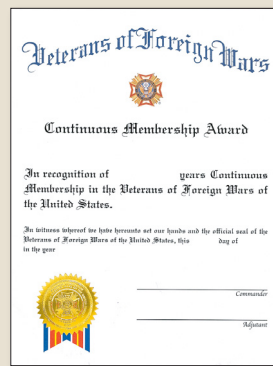 Veterans of Foreign Wars
Continuous Membership Award
In recognition of years Continuous
Membership in the Veterans of Foreign Wars of
the United States.
In witness whereof we have hereunto set our hands and the official seal of the
Veterans of Foreign Wars of the United States, this day of
in the year
Commander
Adjutant